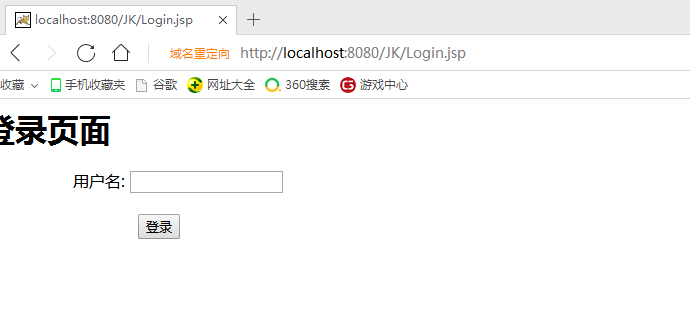 localhost:8080/JK/Login.jsp
域名重定向 http://localhost:8080/JK/Login.jsp
收藏 手机收藏夹 谷歌 网址大全 360搜索 游戏中心
登录页面
用户名:
登录